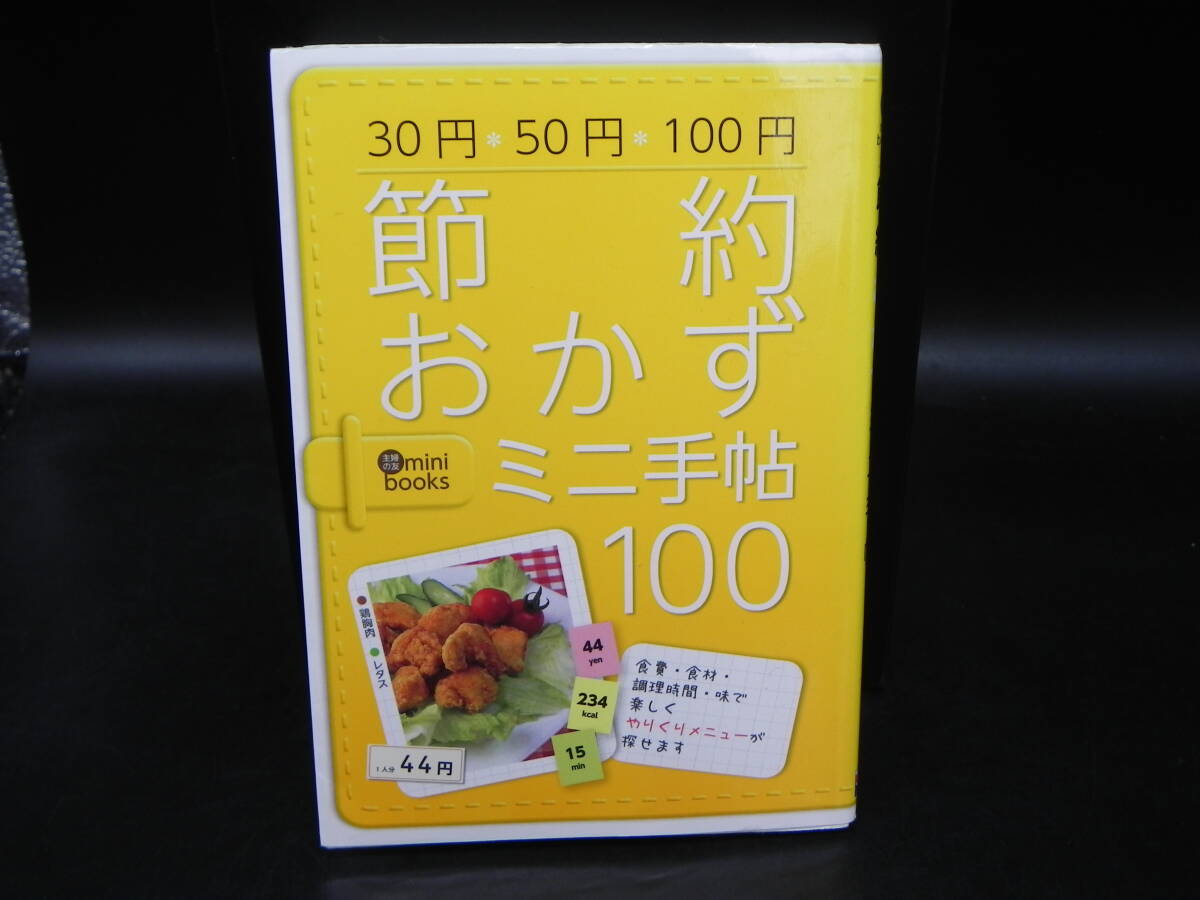 30円*50円*100円
節約
おかず
ミニ手帖
100
主婦の友
mini
books
鶏胸肉
レタス
44
yen
234
kcal
15
min
1人分 44円
食費・食材・
調理時間・味で
楽しく
やりくりメニューが
探せます